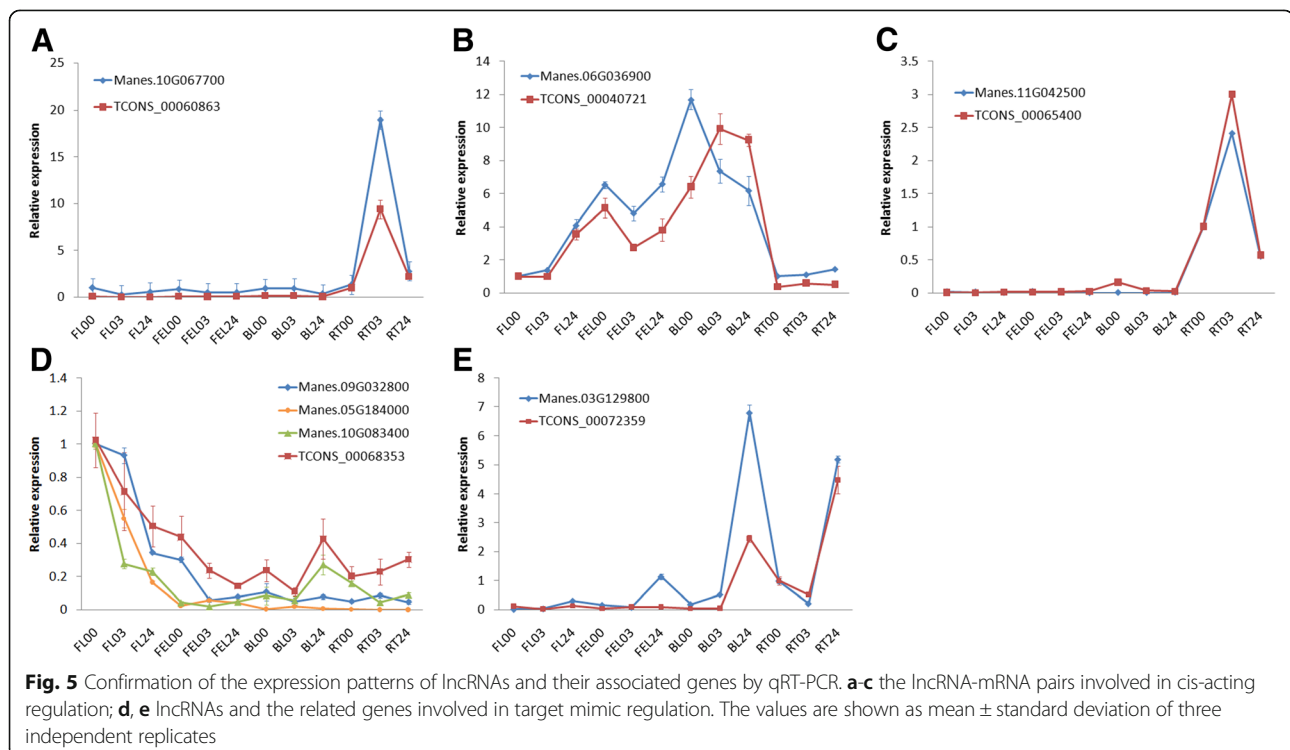 A
Relative expression
25
20
15
10
5
0
Manes.10G067700
TCONS_00060863
FL00 FL03 FL24 FEL00 FEL03 FEL24 BL00 BL03 BL24 RT00 RT03 RT24
B
Relative expression
14
12
10
8
6
4
2
0
Manes.06G036900
TCONS_00040721
FL00 FL03 FL24 FEL00 FEL03 FEL24 BL00 BL03 BL24 RT00 RT03 RT24
C
Relative expression
3.5
3
2.5
2
1.5
1
0.5
0
Manes.11G042500
TCONS_00065400
FL00 FL03 FL24 FEL00 FEL03 FEL24 BL00 BL03 BL24 RT00 RT03 RT24
D
Relative expression
1.4
1.2
1
0.8
0.6
0.4
0.2
0
Manes.09G032800
Manes.05G184000
Manes.10G083400
TCONS_00068353
FL00 FL03 FL24 FEL00 FEL03 FEL24 BL00 BL03 BL24 RT00 RT03 RT24
E
Relative expression
8
7
6
5
4
3
2
1
0
Manes.03G129800
TCONS_00072359
FL00 FL03 FL24 FEL00 FEL03 FEL24 BL00 BL03 BL24 RT00 RT03 RT24
Fig. 5 Confirmation of the expression patterns of lncRNAs and their associated genes by qRT-PCR. a-c the lncRNA-mRNA pairs involved in cis-acting
regulation; d, e lncRNAs and the related genes involved in target mimic regulation. The values are shown as mean ± standard deviation of three
independent replicates